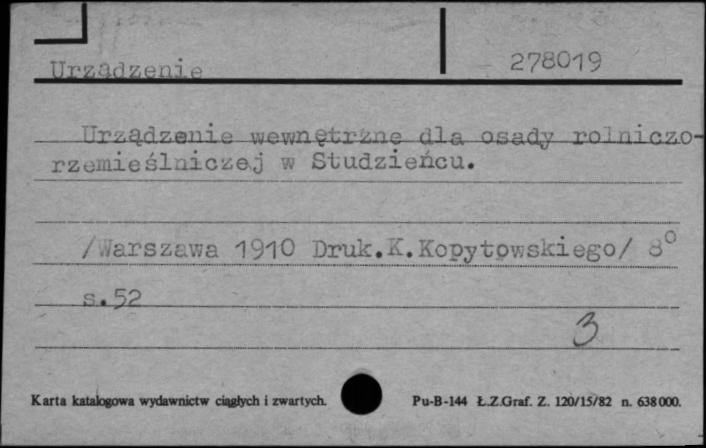 Urządzenie 278019
Urządzenie wewnętrzne dla osady rolniczo-
rzemieślniczej w Studzieńcu.
/Warszawa 1910 Druk.K.Kopytowskiego/ 8°
s.52
3
Karta katalogowa wydawnictw ciągłych i zwartych. Pu-B-144 Ł.Z.Graf. Z. 120/15/82 n. 638000.